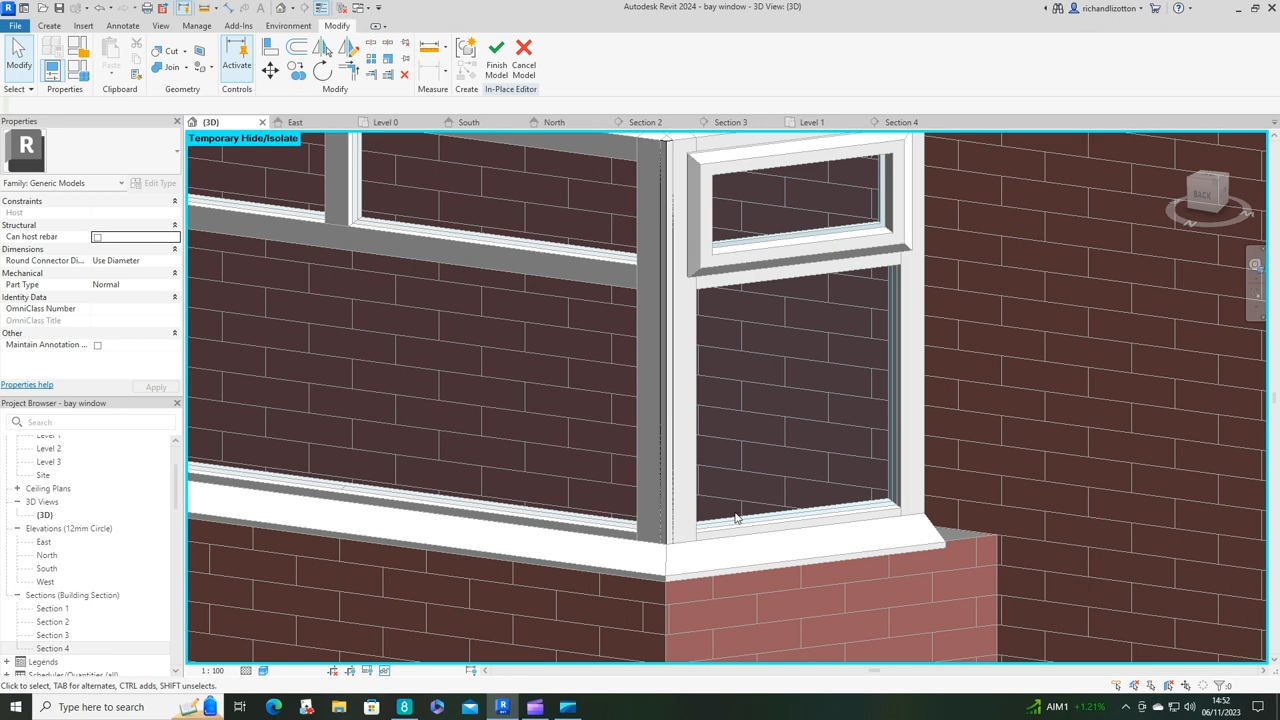 Autodesk Revit 2024 - bay window - 3D View: {3D}
richandlizotton
File
Create
Insert
Annotate
View
Manage
Add-Ins
Environment
Modify
Modify
Paste
Cut
Join
Activate
Finish
Model
Cancel
Model
Select
Properties
Clipboard
Geometry
Controls
Modify
Measure
Create
In-Place Editor
Properties
{3D}
East
Level 0
South
North
Section 2
Section 3
Level 1
Section 4
Temporary Hide/Isolate
BACK
R
Family: Generic Models
Edit Type
Constraints
Host
Structural
Can host rebar
Dimensions
Round Connector Di...
Use Diameter
Mechanical
Part Type
Normal
Identity Data
OmniClass Number
OmniClass Title
Other
Maintain Annotation ...
Properties help
Apply
Project Browser - bay window
Search
Level 1
Level 2
Level 3
Site
Ceiling Plans
3D Views
{3D}
Elevations (12mm Circle)
East
North
South
West
Sections (Building Section)
Section 1
Section 2
Section 3
Section 4
Legends
Schedules/Quantities (all)
1 : 100
Click to select, TAB for alternates, CTRL adds, SHIFT unselects.
:0
Type here to search
AIM1 +1.21%
14:52
06/11/2023